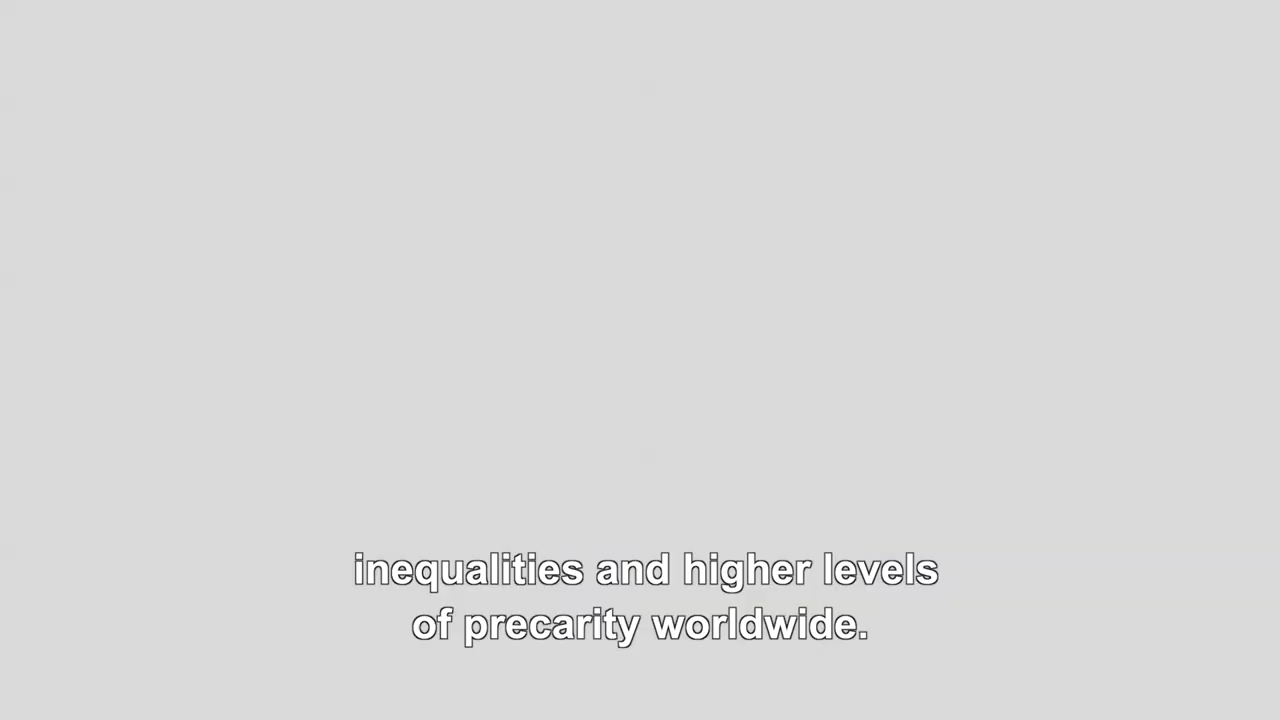 inequalities and higher levels
of precarity worldwide.